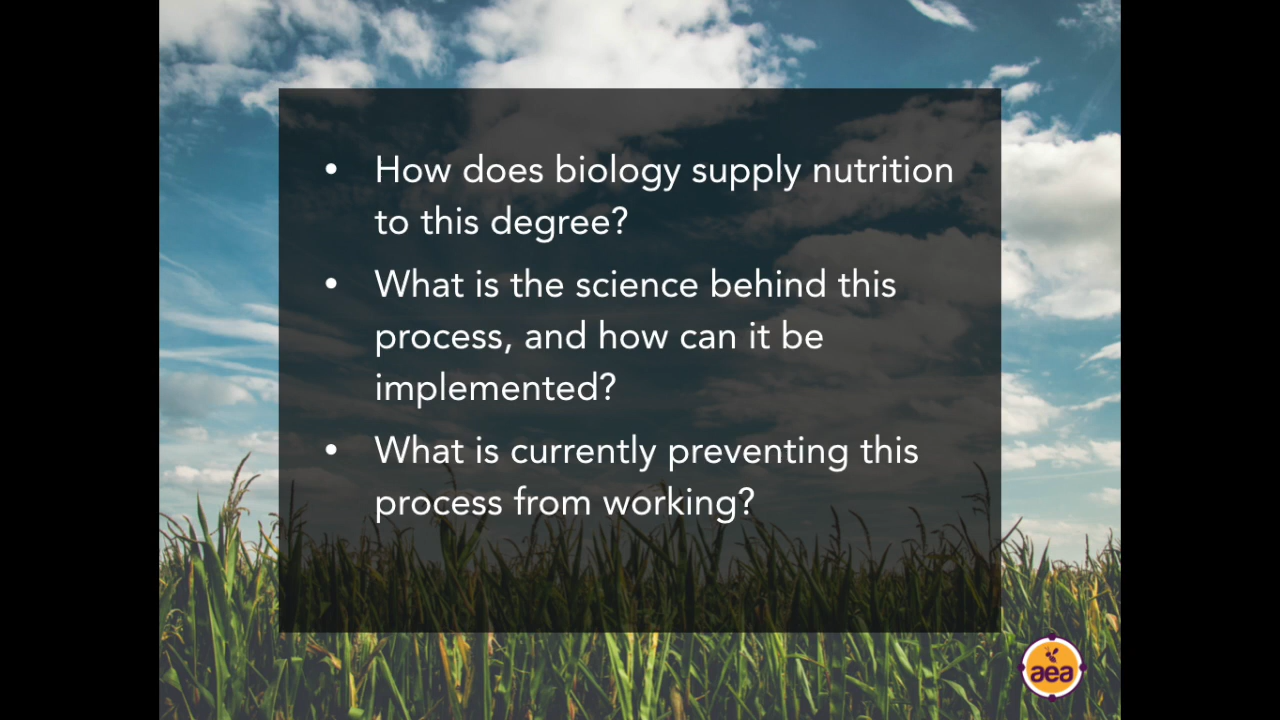 • How does biology supply nutrition
to this degree?
• What is the science behind this
process, and how can it be
implemented?
• What is currently preventing this
process from working?
aea